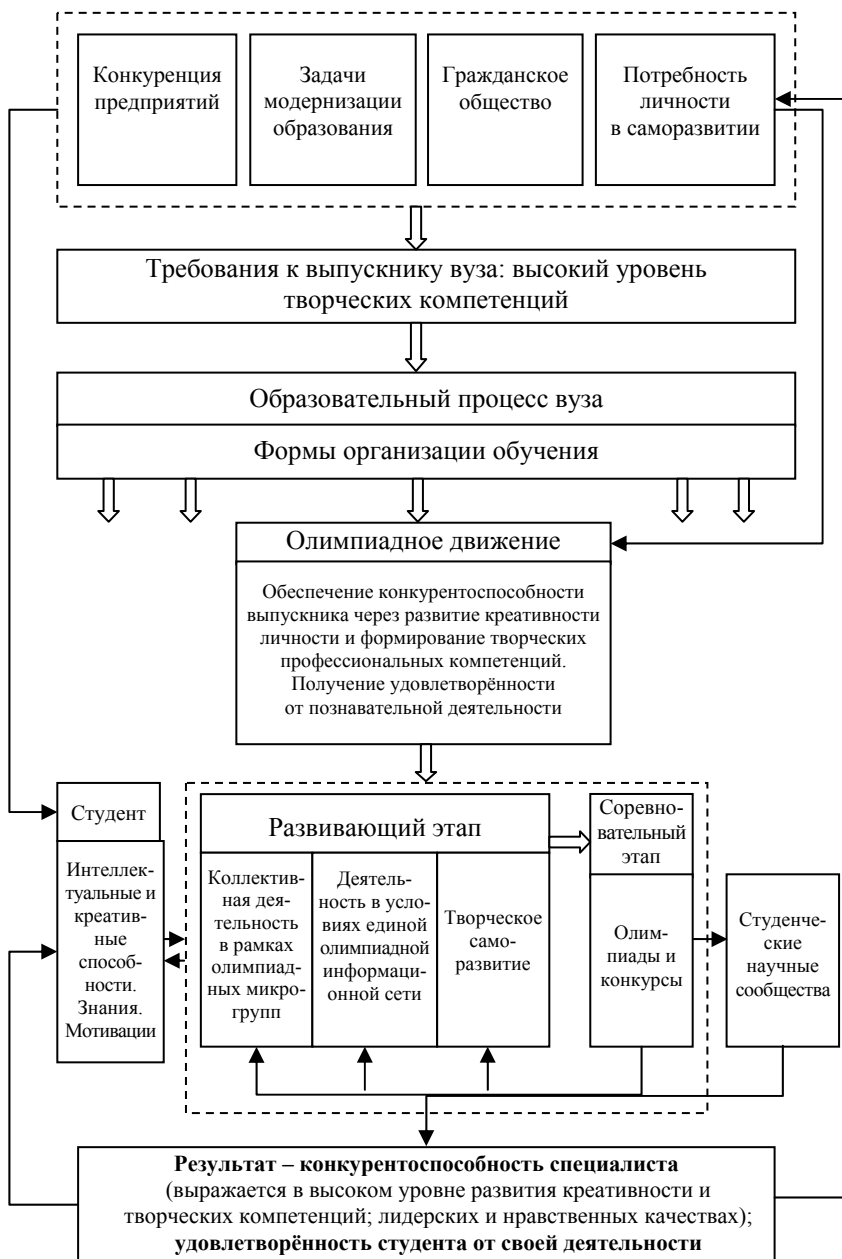 Конкуренция
предприятий
Задачи
модернизации
образования
Гражданское
общество
Потребность
личности
в саморазвитии
Требования к выпускнику вуза: высокий уровень
творческих компетенций
Образовательный процесс вуза
Формы организации обучения
Олимпиадное движение
Обеспечение конкурентоспособности
выпускника через развитие креативности
личности и формирование творческих
профессиональных компетенций.
Получение удовлетворённости
от познавательной деятельности
Студент
Интеллек-
туальные и
креатив-
ные
способ-
ности.
Знания.
Мотивации
Развивающий этап
Коллектив-
ная дея-
тельность
в рамках
олимпиад-
ных микро-
групп
Деятель-
ность в усло-
виях единой
олимпиадной
информаци-
онной сети
Творческое
само-
развитие
Соревно-
вательный
этап
Олим-
пиады и
конкурсы
Студенче-
ские
научные
сообщества
Результат – конкурентоспособность специалиста
(выражается в высоком уровне развития креативности и
творческих компетенций; лидерских и нравственных качествах);
удовлетворённость студента от своей деятельности